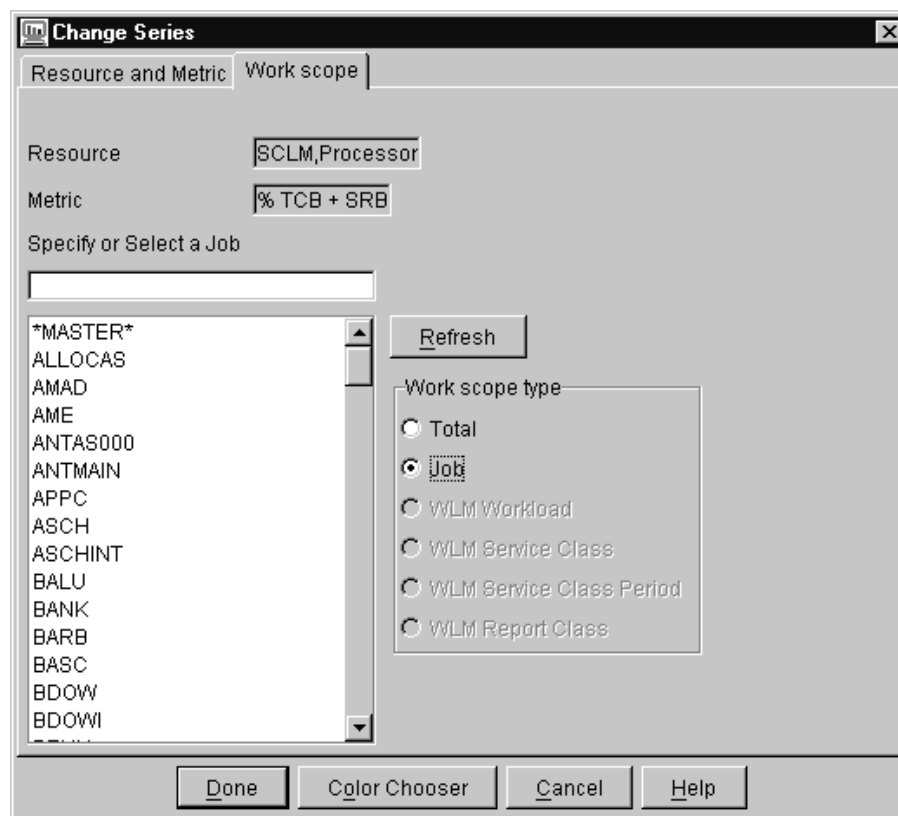 Change Series
Resource and Metric
Work scope
Resource
SCLM,Processor
Metric
% TCB + SRB
Specify or Select a Job
*MASTER*
ALLOCAS
AMAD
AME
ANTAS000
ANTMAIN
APPC
ASCH
ASCHINT
BALU
BANK
BARB
BASC
BDOW
BDOWI
Refresh
Work scope type
Total
Job
WLM Workload
WLM Service Class
WLM Service Class Period
WLM Report Class
Done
Color Chooser
Cancel
Help